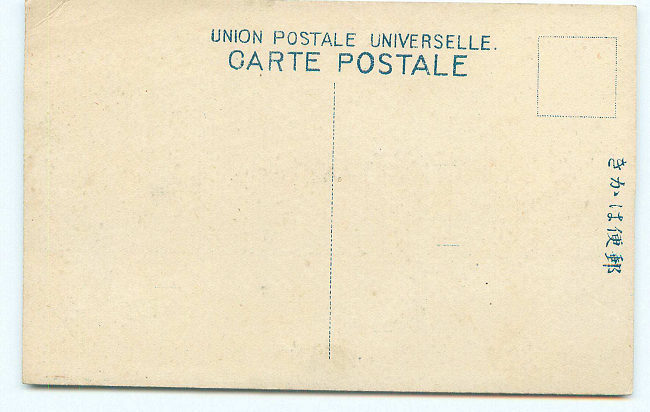 UNION POSTALE UNIVERSELLE.
CARTE POSTALE
郵便はかき